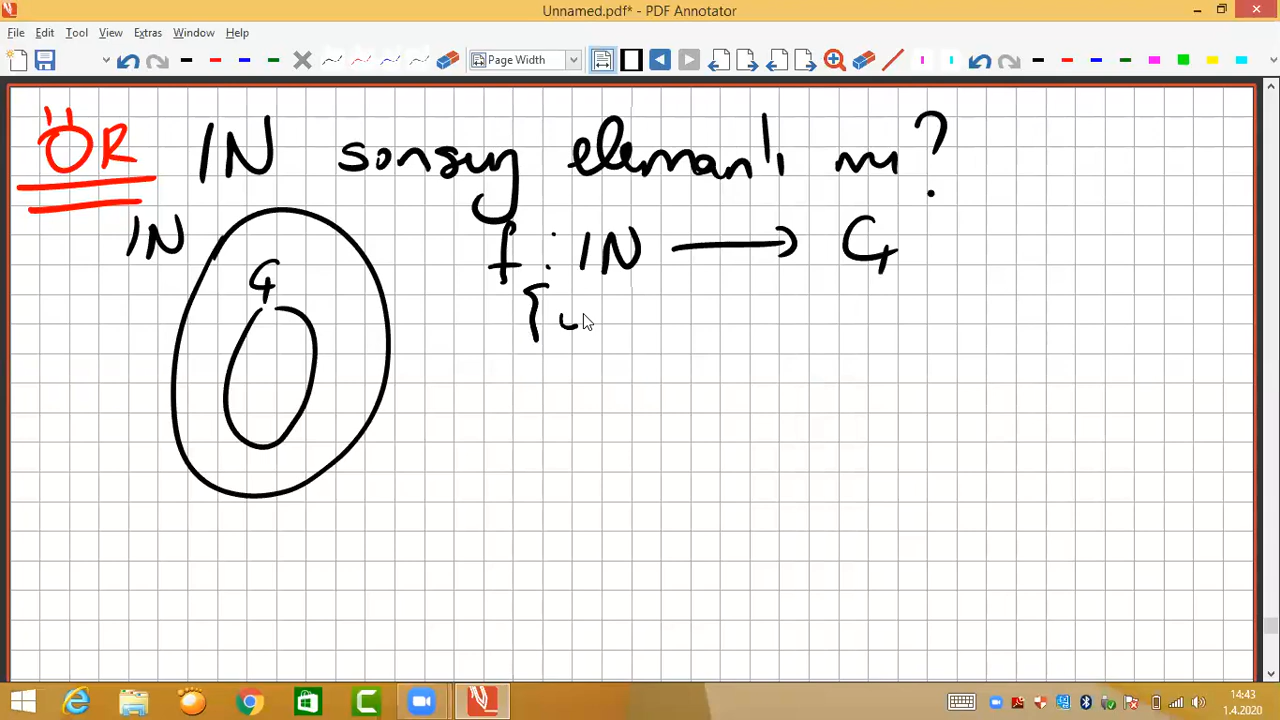 Unnamed.pdf* - PDF Annotator
File Edit Tool View Extras Window Help
Page Width
ÖR IN sonsuz elemanlı mı?
IN f : IN → Ç
Ç
{
14:43
1.4.2020